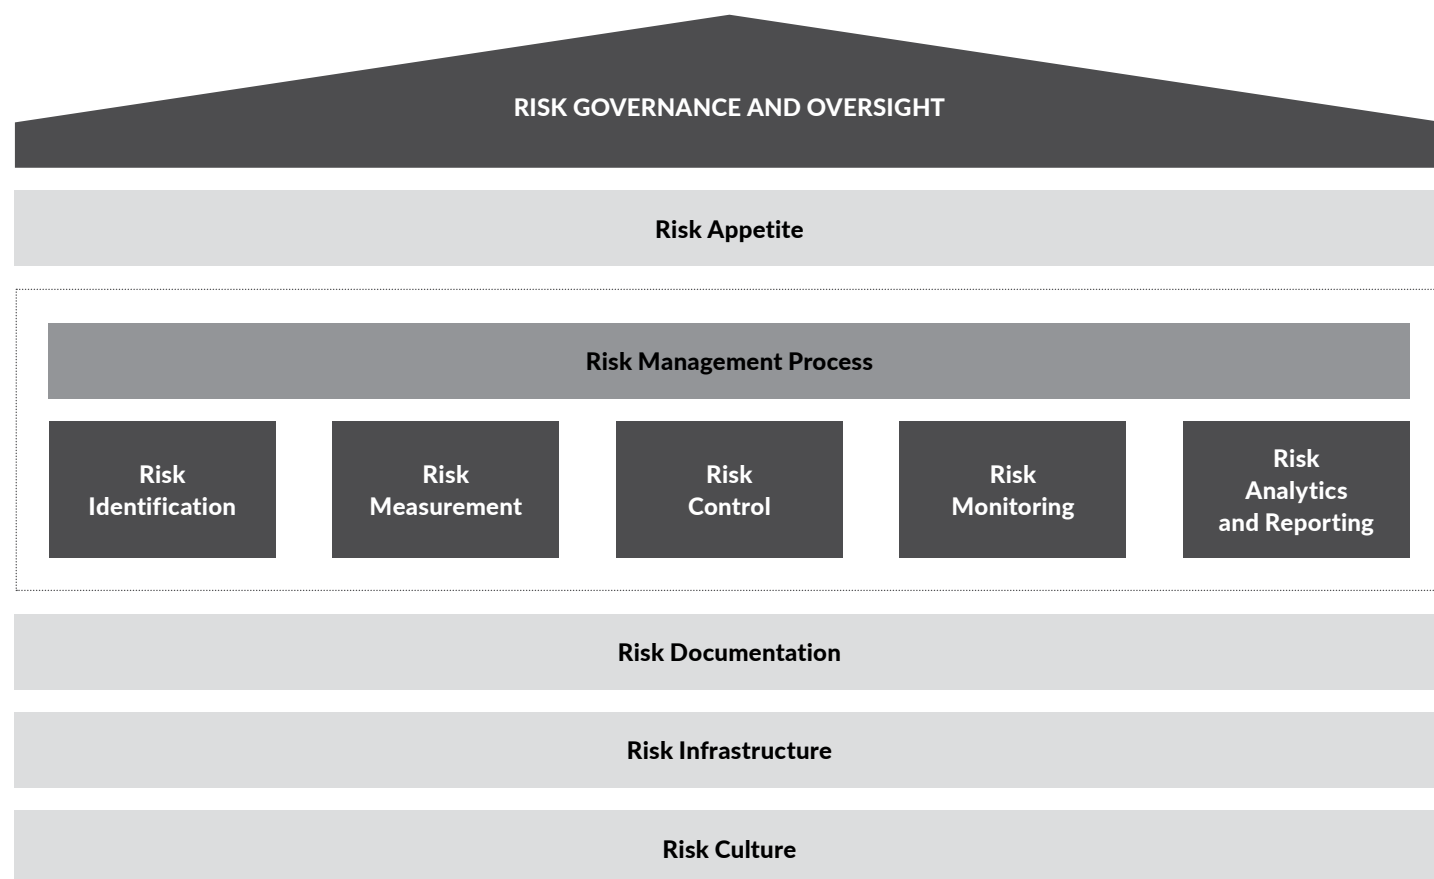 RISK GOVERNANCE AND OVERSIGHT
Risk Appetite
Risk Management Process
Risk
Identification
Risk
Measurement
Risk
Control
Risk
Monitoring
Risk
Analytics
and Reporting
Risk Documentation
Risk Infrastructure
Risk Culture